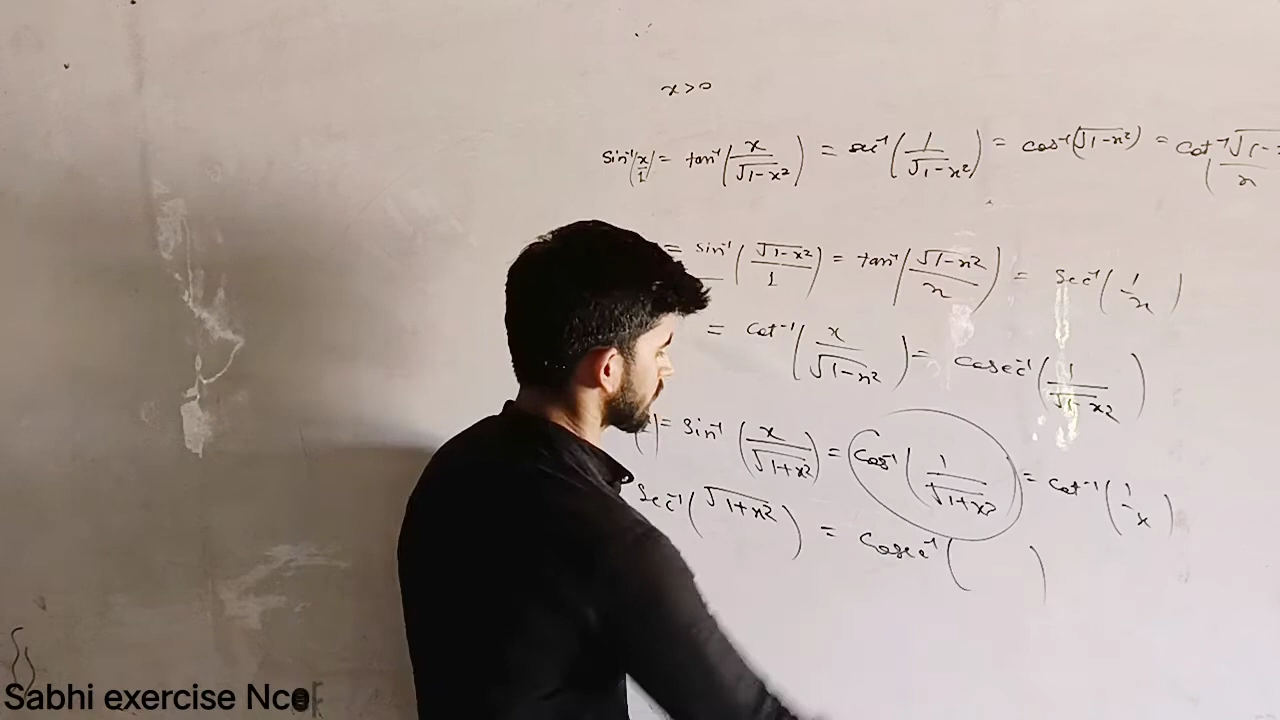 x>0
sin⁻¹(x/1) = tan⁻¹(x/√1-x²) = sec⁻¹(1/√1-x²) = cos⁻¹(√1-x²) = cot⁻¹(√1-/x
= sin⁻¹(√1-x²/1) = tan⁻¹(√1-x²/x) = sec⁻¹(1/x)
= cot⁻¹(x/√1-x²) = cosec⁻¹(1/√1-x²)
) = sin⁻¹(x/√1+x²) = cos⁻¹(1/√1+x²) = cot⁻¹(1/x)
sec⁻¹(√1+x²) = cosec⁻¹( )
Sabhi exercise Nce